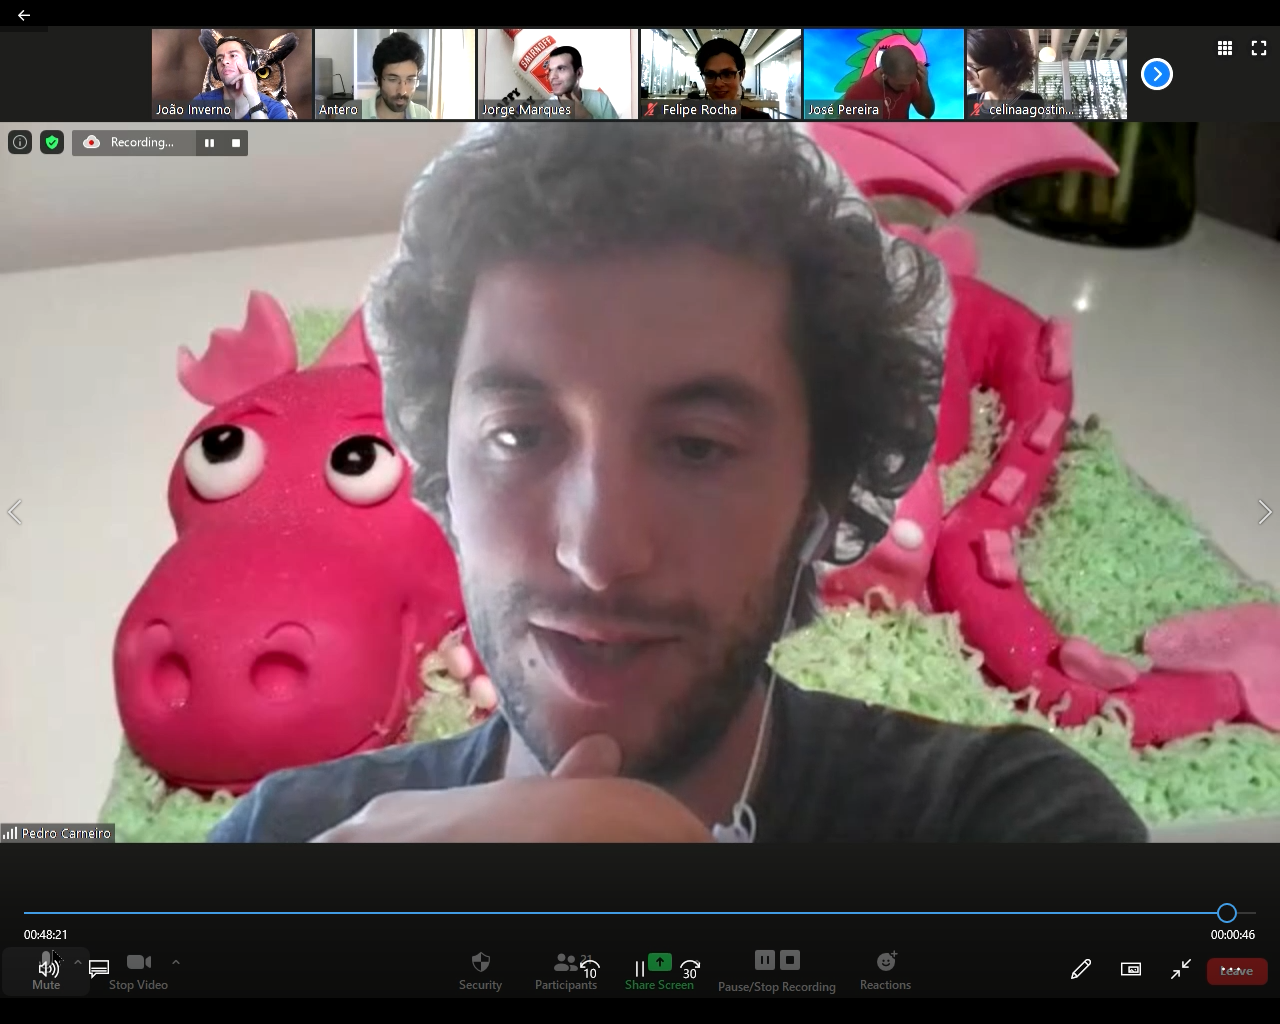 SMIRNOFF
João Inverno
Antero
Jorge Marques
Felipe Rocha
José Pereira
celinaagostin...
Recording...
Pedro Carneiro
00:48:21
00:00:46
Mute
Stop Video
Security
Participants
21
10
Share Screen
30
Pause/Stop Recording
Reactions
Leave